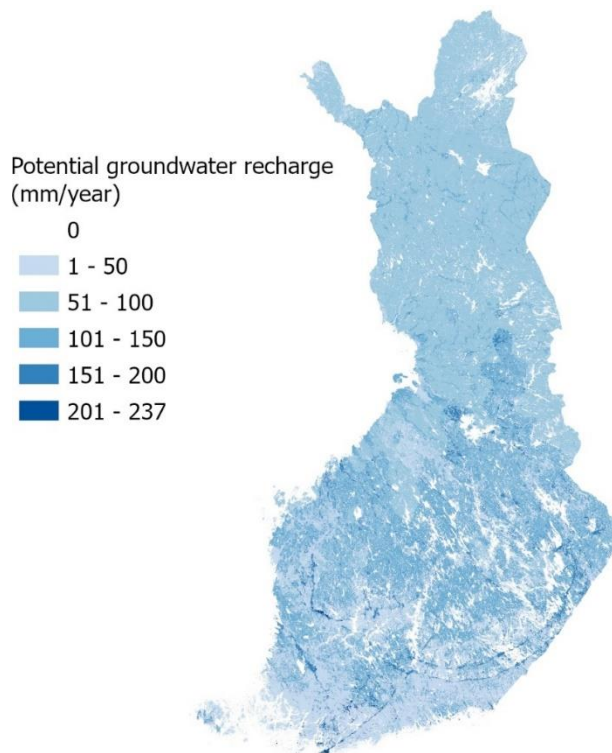 Potential groundwater recharge
(mm/year)
0
1 - 50
51 - 100
101 - 150
151 - 200
201 - 237